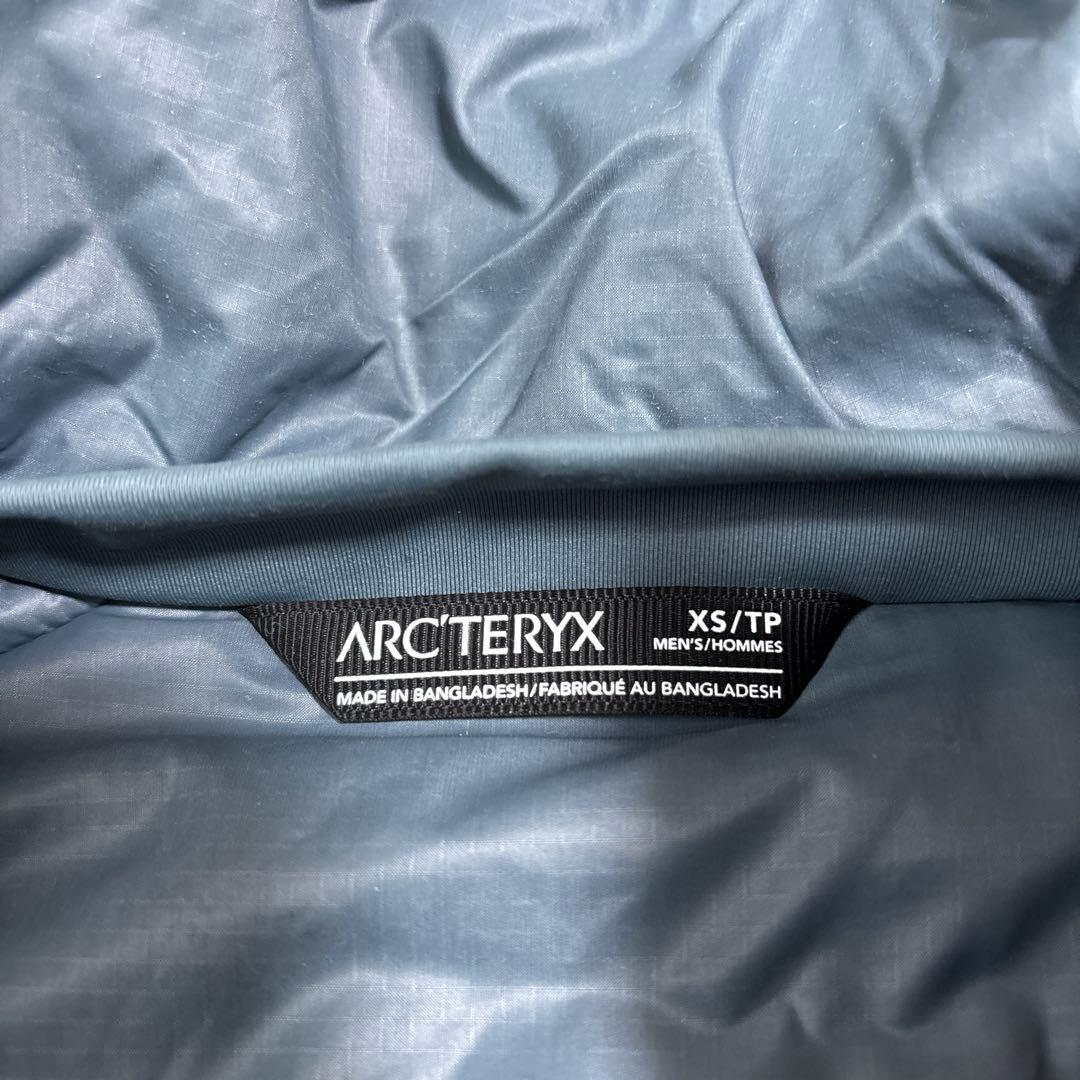 ARC'TERYX
XS/TP
MEN'S/HOMMES
MADE IN BANGLADESH/FABRIQUÉ AU BANGLADESH